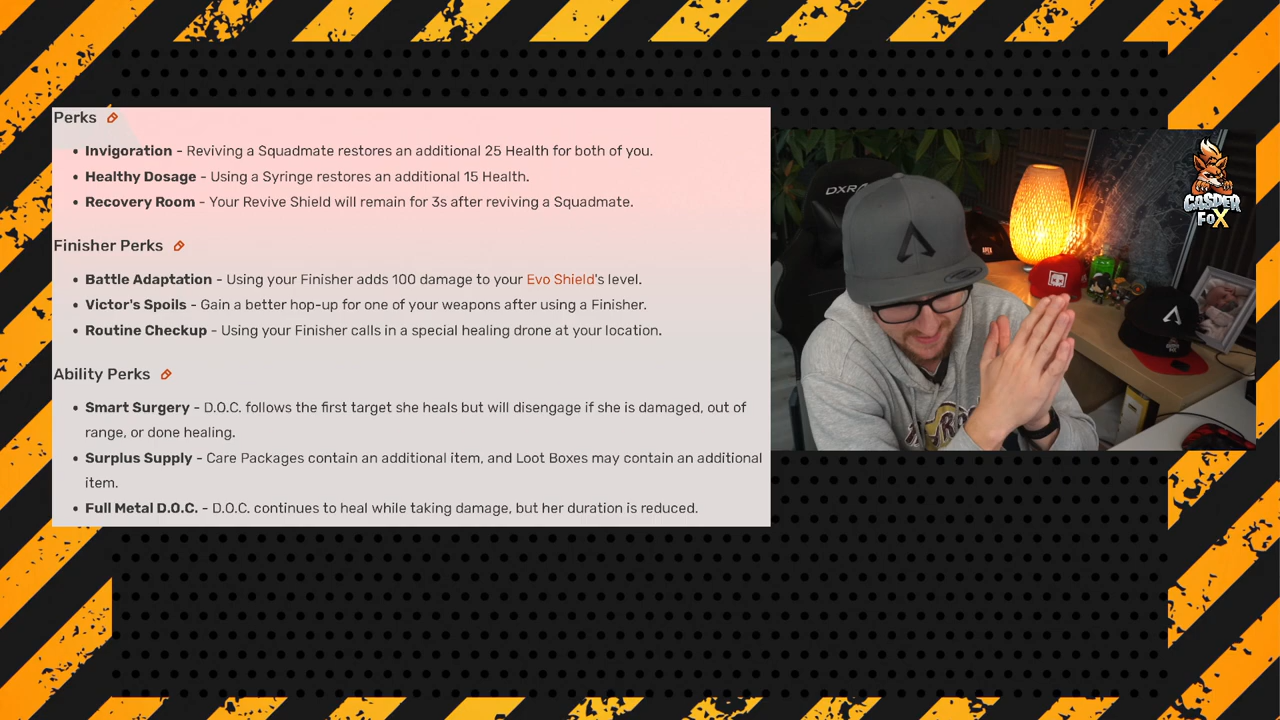 Perks
• Invigoration - Reviving a Squadmate restores an additional 25 Health for both of you.
• Healthy Dosage - Using a Syringe restores an additional 15 Health.
• Recovery Room - Your Revive Shield will remain for 3s after reviving a Squadmate.
Finisher Perks
• Battle Adaptation - Using your Finisher adds 100 damage to your Evo Shield's level.
• Victor's Spoils - Gain a better hop-up for one of your weapons after using a Finisher.
• Routine Checkup - Using your Finisher calls in a special healing drone at your location.
Ability Perks
• Smart Surgery - D.O.C. follows the first target she heals but will disengage if she is damaged, out of
range, or done healing.
• Surplus Supply - Care Packages contain an additional item, and Loot Boxes may contain an additional
item.
• Full Metal D.O.C. - D.O.C. continues to heal while taking damage, but her duration is reduced.
DXRA
CASPER
FOX